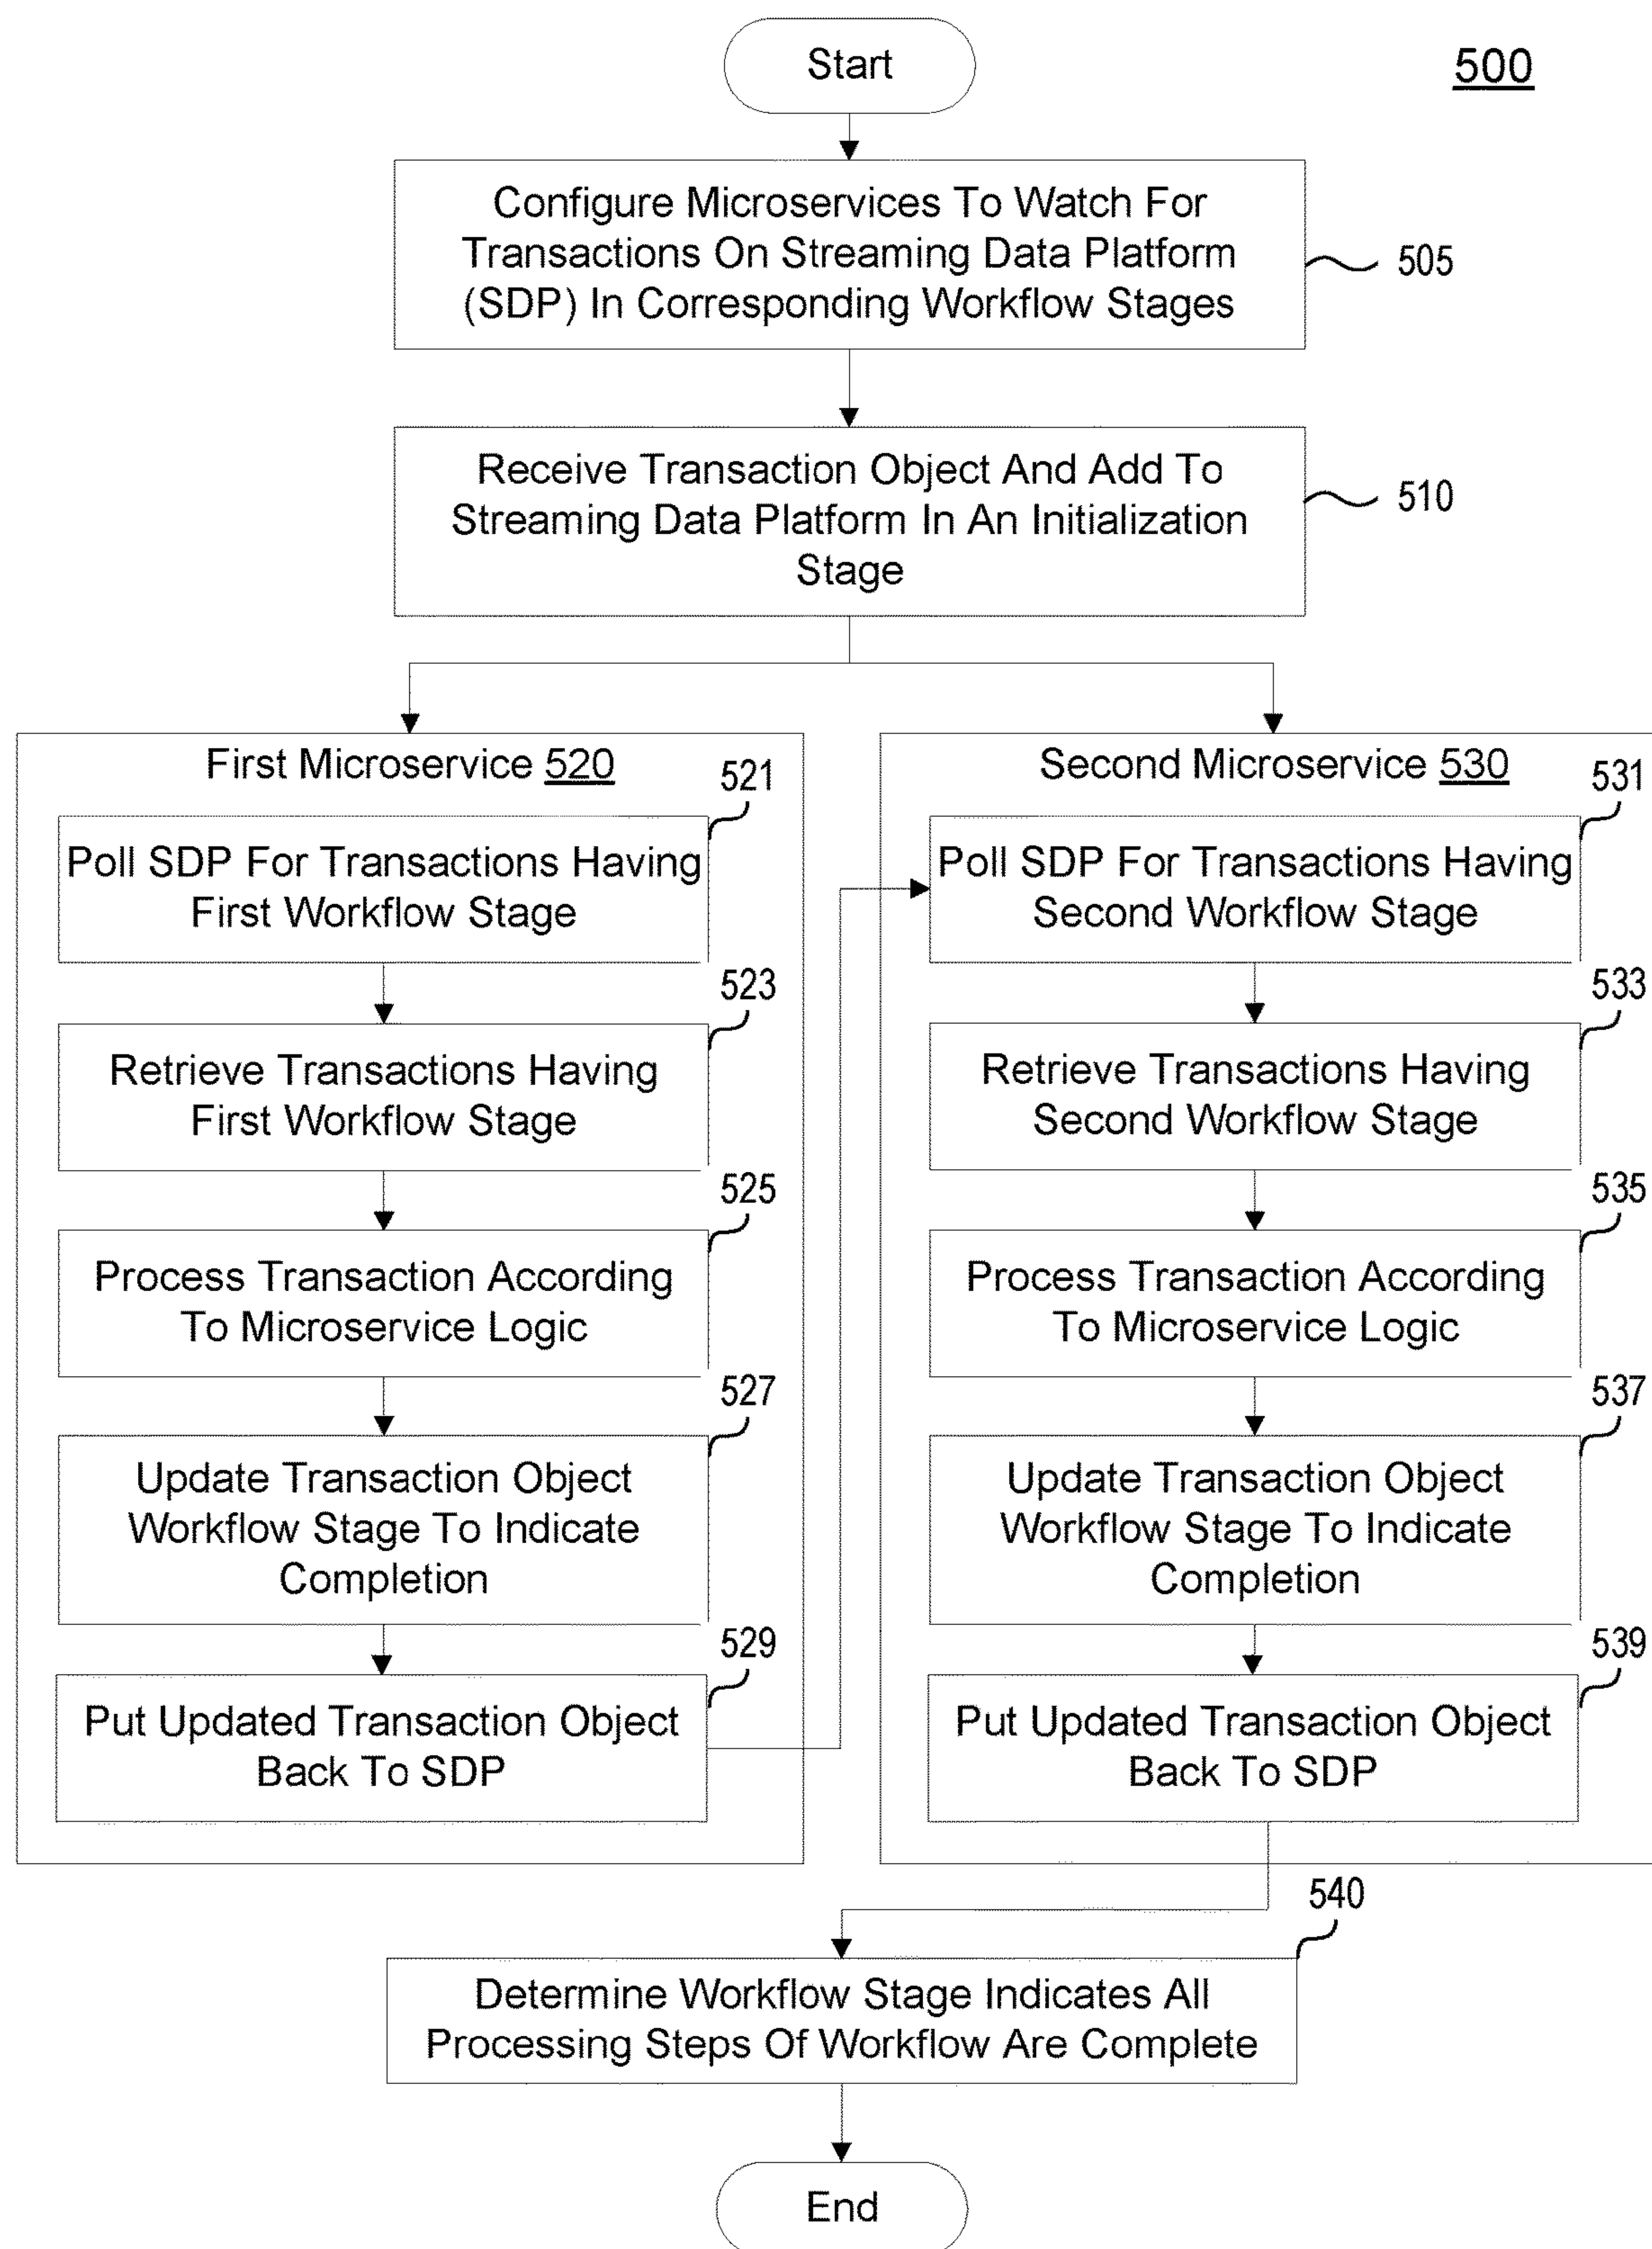 Start
500
Configure Microservices To Watch For
Transactions On Streaming Data Platform
(SDP) In Corresponding Workflow Stages
505
Receive Transaction Object And Add To
Streaming Data Platform In An Initialization
Stage
510
First Microservice 520
521
Poll SDP For Transactions Having
First Workflow Stage
523
Retrieve Transactions Having
First Workflow Stage
525
Process Transaction According
To Microservice Logic
527
Update Transaction Object
Workflow Stage To Indicate
Completion
529
Put Updated Transaction Object
Back To SDP
Second Microservice 530
531
Poll SDP For Transactions Having
Second Workflow Stage
533
Retrieve Transactions Having
Second Workflow Stage
535
Process Transaction According
To Microservice Logic
537
Update Transaction Object
Workflow Stage To Indicate
Completion
539
Put Updated Transaction Object
Back To SDP
540
Determine Workflow Stage Indicates All
Processing Steps Of Workflow Are Complete
End